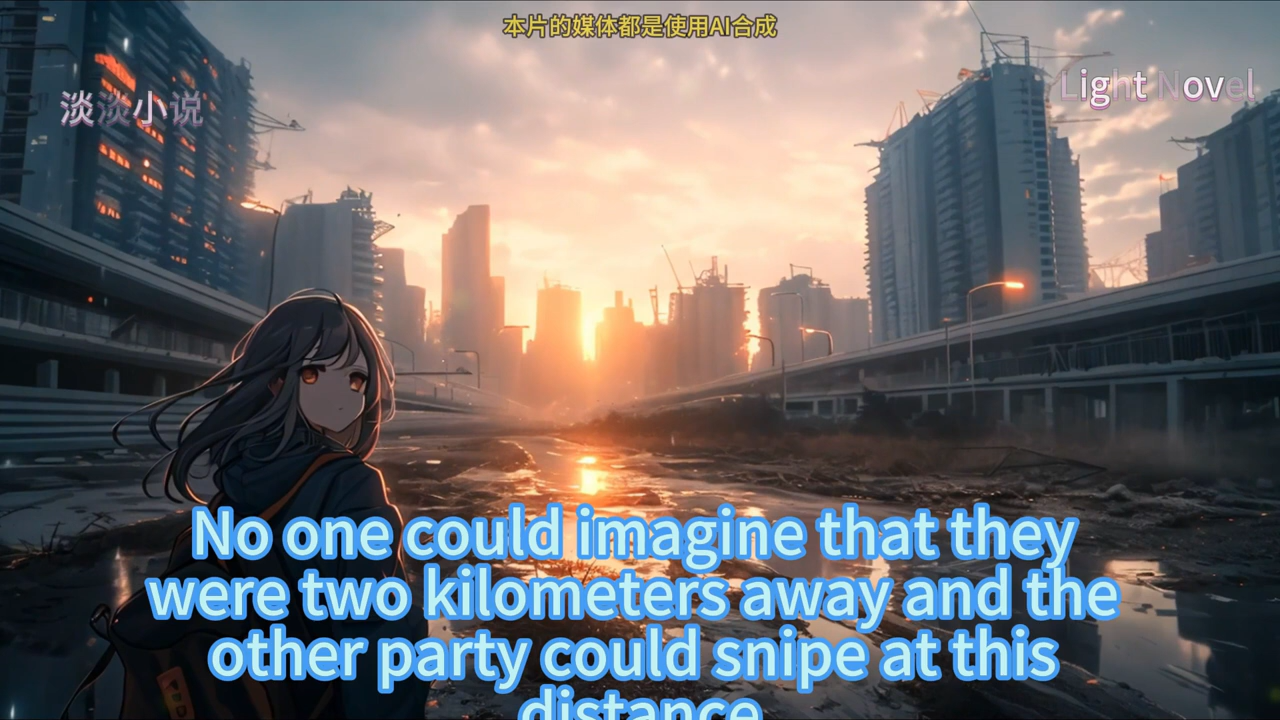 本片的媒体都是使用AI合成
淡淡小说
Light Novel
No one could imagine that they
were two kilometers away and the
other party could snipe at this
distance